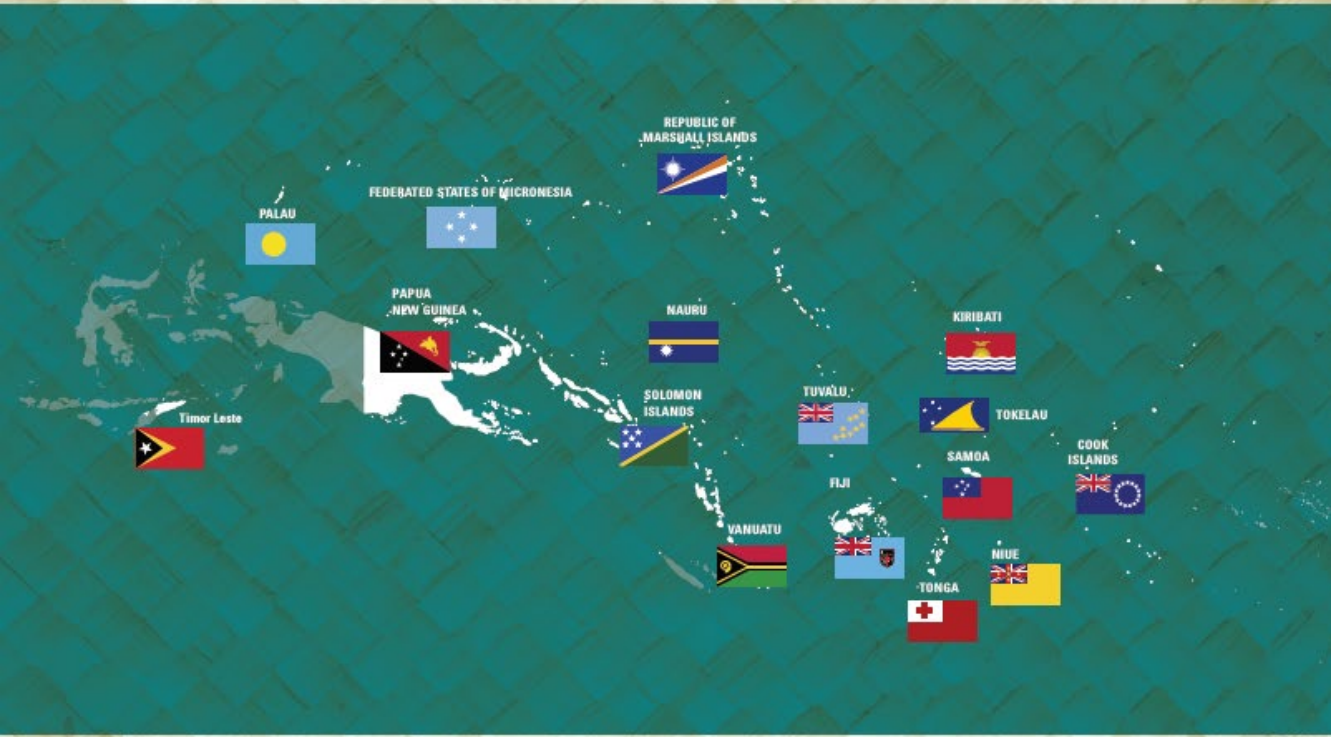 REPUBLIC OF
MARSHALL ISLANDS
FEDERATED STATES OF MICRONESIA
PALAU
PAPUA
NEW GUINEA
NAURU
KIRIBATI
SOLOMON
ISLANDS
TUVALU
TOKELAU
Timor Leste
COOK
ISLANDS
SAMOA
FIJI
VANUATU
NIUE
TONGA